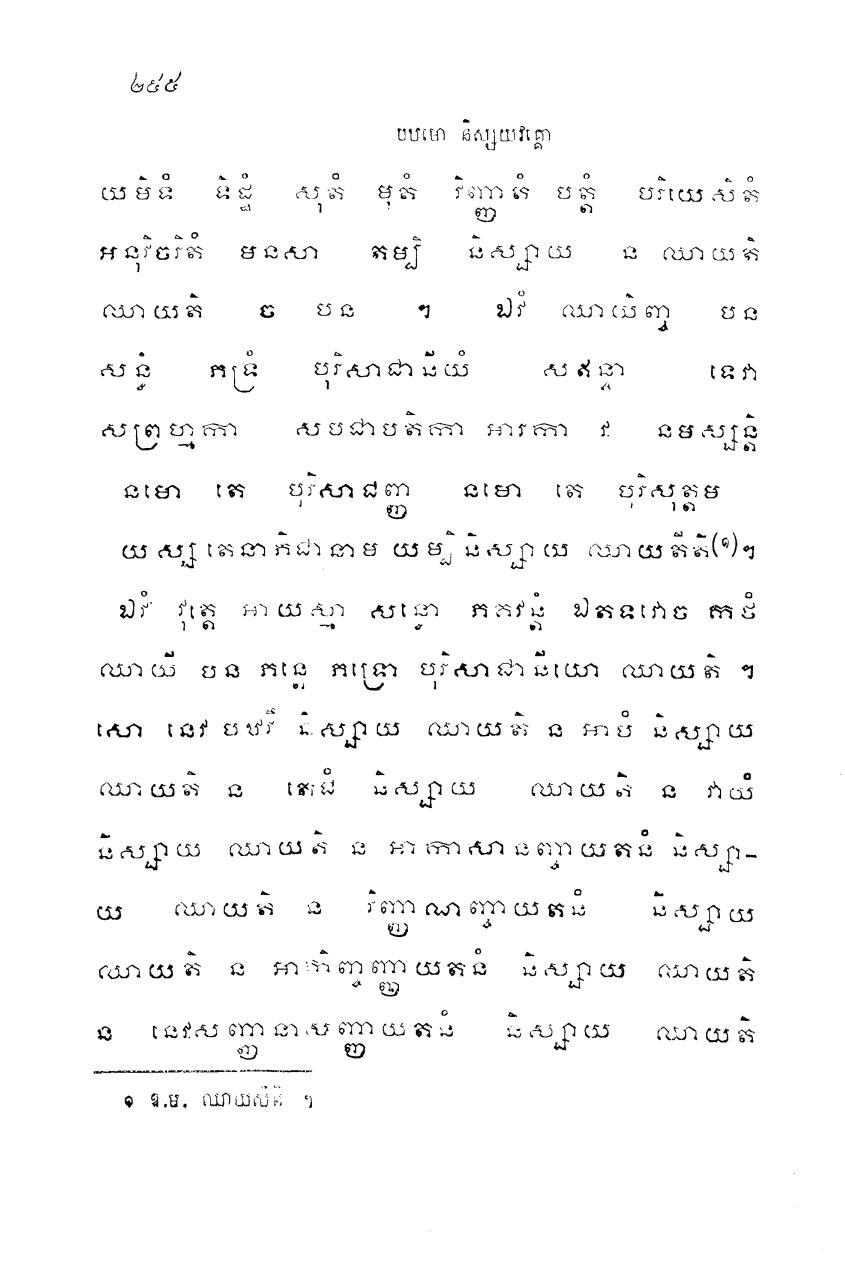 ២៩៥
បឋមោ និស្សយវគ្គោ
យមិទំ ទិដ្ឋំ សុតំ មុតំ វិញ្ញាតំ បត្តំ បរិយេសិតំ
អនុវិចរិតំ មនសា តម្បិ និស្សាយ ន ឈាយតិ
ឈាយតិ ច បន ។ ឯវំ ឈាយិញ្ច បន
សន្ធំ ភទ្រំ បុរិសាជានីយំ សឥន្ទា ទេវា
សព្រហ្មកា សបជាបតិកា អារកា វ នមស្សន្តិ
នមោ តេ បុរិសាជញ្ញ នមោ តេ បុរិសុត្តម
យស្ស តេនាភិជានាម យម្បិ និស្សាយ ឈាយតីតិ(១)។
ឯវំ វុត្តេ អាយស្មា សន្ធោ ភគវន្តំ ឯតទវោច កថំ
ឈាយី បន ភន្តេ ភទ្រោ បុរិសាជានីយោ ឈាយតិ ។
សោ នេវ បឋវឹ និស្សាយ ឈាយតិ ន អាបំ និស្សាយ
ឈាយតិ ន តេជំ និស្សាយ ឈាយតិ ន វាយំ
និស្សាយ ឈាយតិ ន អាកាសានញ្ចាយតនំ និស្សា-
យ ឈាយតិ ន វិញ្ញាណញ្ចាយតនំ និស្សាយ
ឈាយតិ ន អាកិញ្ចញ្ញាយតនំ និស្សាយ ឈាយតិ
ន នេវសញ្ញានាសញ្ញាយតនំ និស្សាយ ឈាយតិ
១ ឱ.ម. ឈាយសីតិ ។